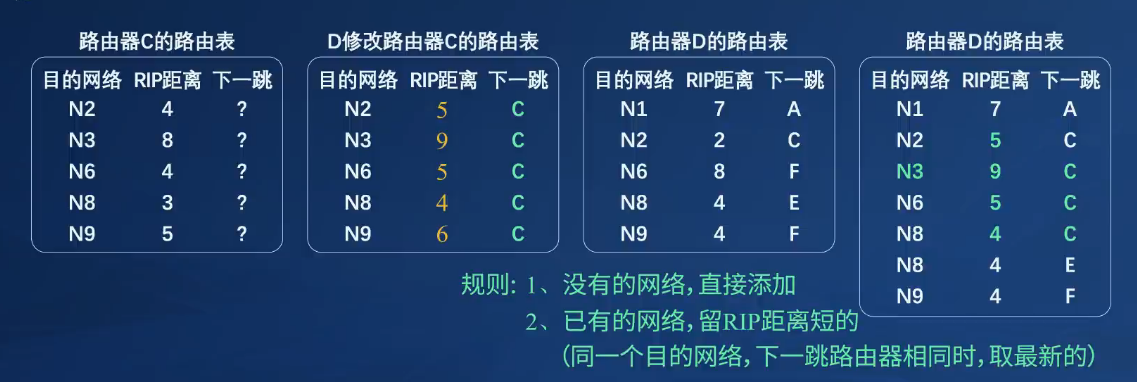 路由器C的路由表
目的网络 RIP距离 下一跳
N2 4 ?
N3 8 ?
N6 4 ?
N8 3 ?
N9 5 ?
D修改路由器C的路由表
目的网络 RIP距离 下一跳
N2 5 C
N3 9 C
N6 5 C
N8 4 C
N9 6 C
路由器D的路由表
目的网络 RIP距离 下一跳
N1 7 A
N2 2 C
N6 8 F
N8 4 E
N9 4 F
路由器D的路由表
目的网络 RIP距离 下一跳
N1 7 A
N2 5 C
N3 9 C
N6 5 C
N8 4 C
N8 4 E
N9 4 F
规则: 1、没有的网络,直接添加
2、已有的网络,留RIP距离短的
(同一个目的网络,下一跳路由器相同时,取最新的)